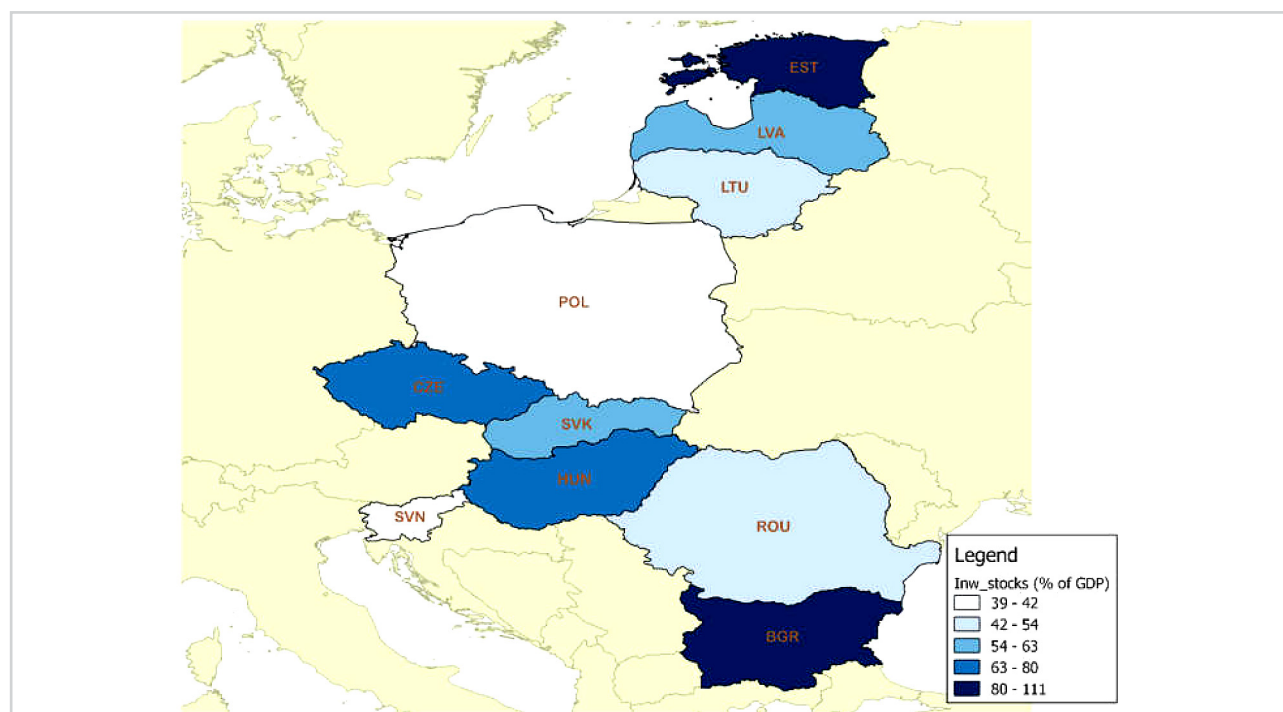 EST
LVA
LTU
POL
CZE
SVK
HUN
SVN
ROU
BGR
Legend
Inw_stocks (% of GDP)
39 - 42
42 - 54
54 - 63
63 - 80
80 - 111